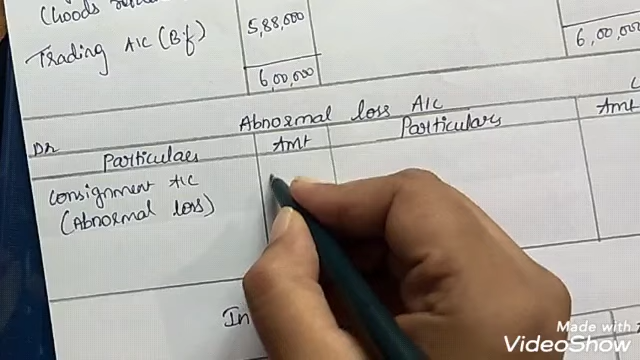 (Goods
Trading A/C (B/f)
5,88,000
6,00,000
6,00,000
Abnormal loss A/C
Dr
Particulars
Amt
Particulars
Amt
Consignment A/C
(Abnormal loss)
In
Made with
VideoShow